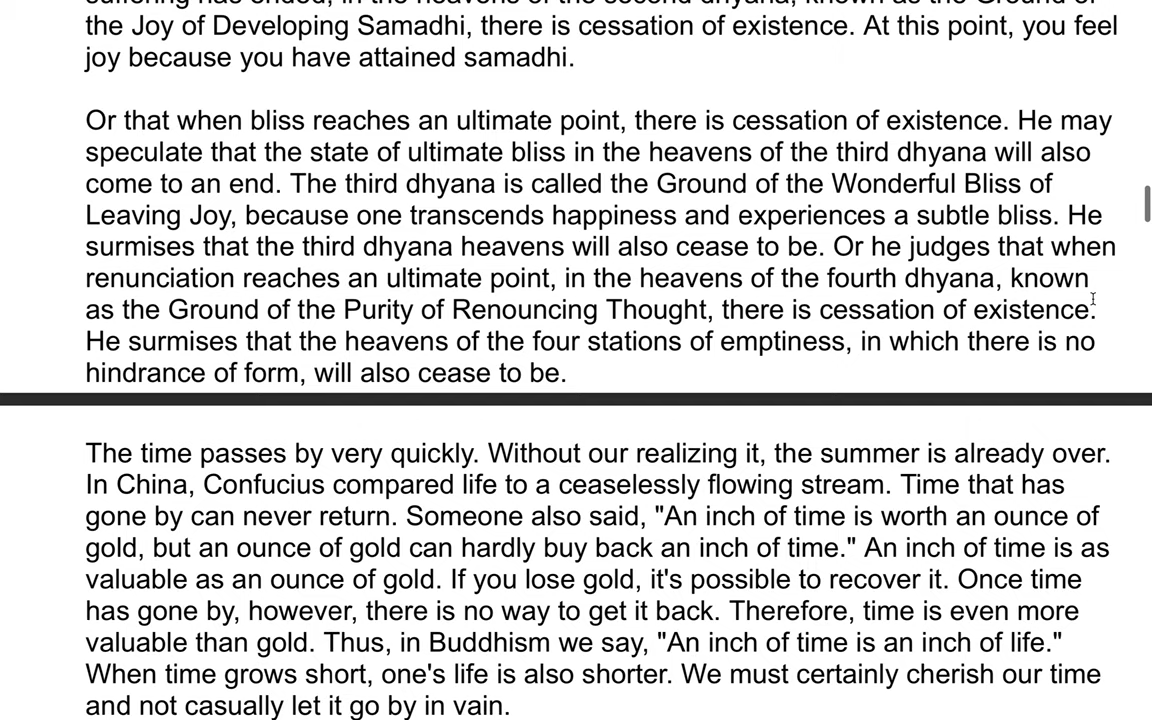 suffering has ended, in the heavens of the second dhyana, known as the Ground of
the Joy of Developing Samadhi, there is cessation of existence. At this point, you feel
joy because you have attained samadhi.
Or that when bliss reaches an ultimate point, there is cessation of existence. He may
speculate that the state of ultimate bliss in the heavens of the third dhyana will also
come to an end. The third dhyana is called the Ground of the Wonderful Bliss of
Leaving Joy, because one transcends happiness and experiences a subtle bliss. He
surmises that the third dhyana heavens will also cease to be. Or he judges that when
renunciation reaches an ultimate point, in the heavens of the fourth dhyana, known
as the Ground of the Purity of Renouncing Thought, there is cessation of existence.
He surmises that the heavens of the four stations of emptiness, in which there is no
hindrance of form, will also cease to be.
The time passes by very quickly. Without our realizing it, the summer is already over.
In China, Confucius compared life to a ceaselessly flowing stream. Time that has
gone by can never return. Someone also said, "An inch of time is worth an ounce of
gold, but an ounce of gold can hardly buy back an inch of time." An inch of time is as
valuable as an ounce of gold. If you lose gold, it's possible to recover it. Once time
has gone by, however, there is no way to get it back. Therefore, time is even more
valuable than gold. Thus, in Buddhism we say, "An inch of time is an inch of life."
When time grows short, one's life is also shorter. We must certainly cherish our time
and not casually let it go by in vain.